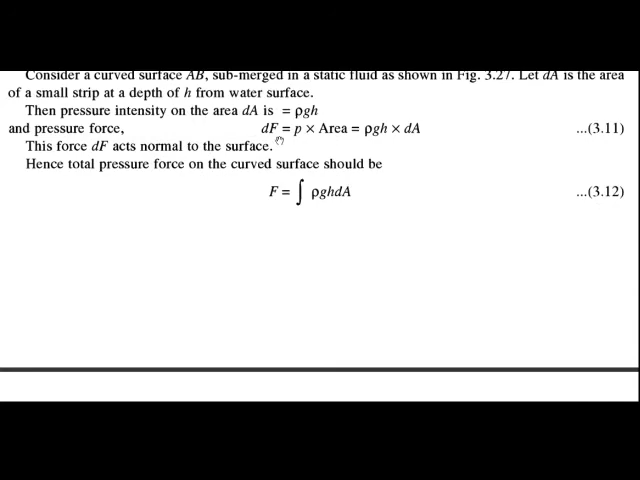 Consider a curved surface AB, sub-merged in a static fluid as shown in Fig. 3.27. Let dA is the area
of a small strip at a depth of h from water surface.
Then pressure intensity on the area dA is = ρgh
and pressure force, dF = p × Area = ρgh × dA ...(3.11)
This force dF acts normal to the surface.
Hence total pressure force on the curved surface should be
F = ∫ ρghdA ...(3.12)